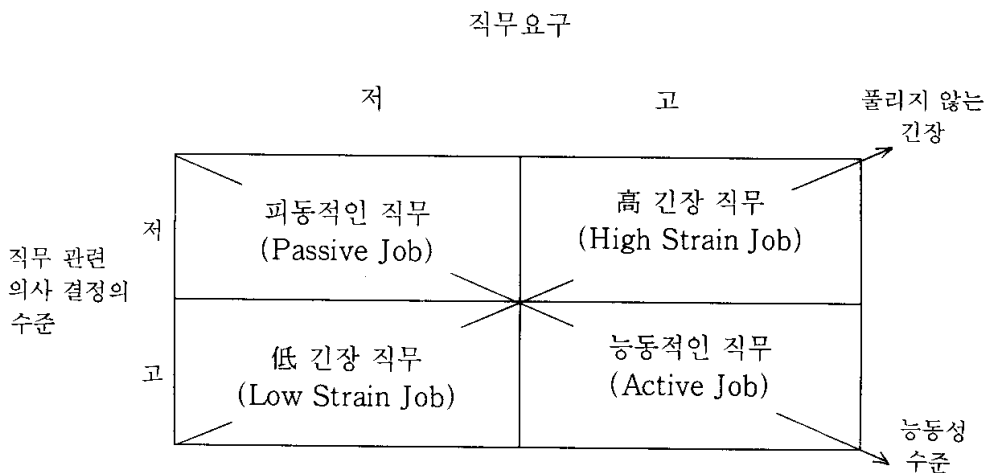 직무요구
저
고
풀리지 않는
긴장
피동적인 직무
(Passive Job)
高 긴장 직무
(High Strain Job)
저
직무 관련
의사 결정의
수준
低 긴장 직무
(Low Strain Job)
능동적인 직무
(Active Job)
고
능동성
수준